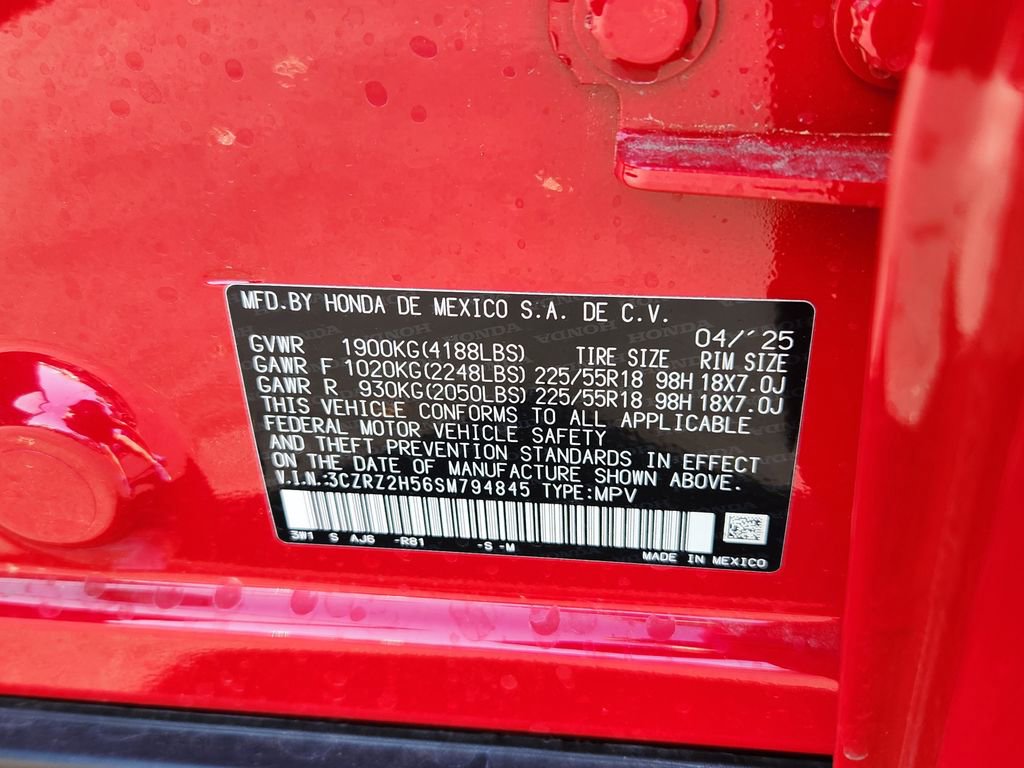 MFD.BY HONDA DE MEXICO S.A. DE C.V.
04/'25
GVWR 1900KG(4188LBS) TIRE SIZE RIM SIZE
GAWR F 1020KG(2248LBS) 225/55R18 98H 18X7.0J
GAWR R 930KG(2050LBS) 225/55R18 98H 18X7.0J
THIS VEHICLE CONFORMS TO ALL APPLICABLE
FEDERAL MOTOR VEHICLE SAFETY
AND THEFT PREVENTION STANDARDS IN EFFECT
ON THE DATE OF MANUFACTURE SHOWN ABOVE.
V.I.N.:3CZRZ2H56SM794845 TYPE:MPV
3W1 S AJ6 -R81 -S -M
MADE IN MEXICO